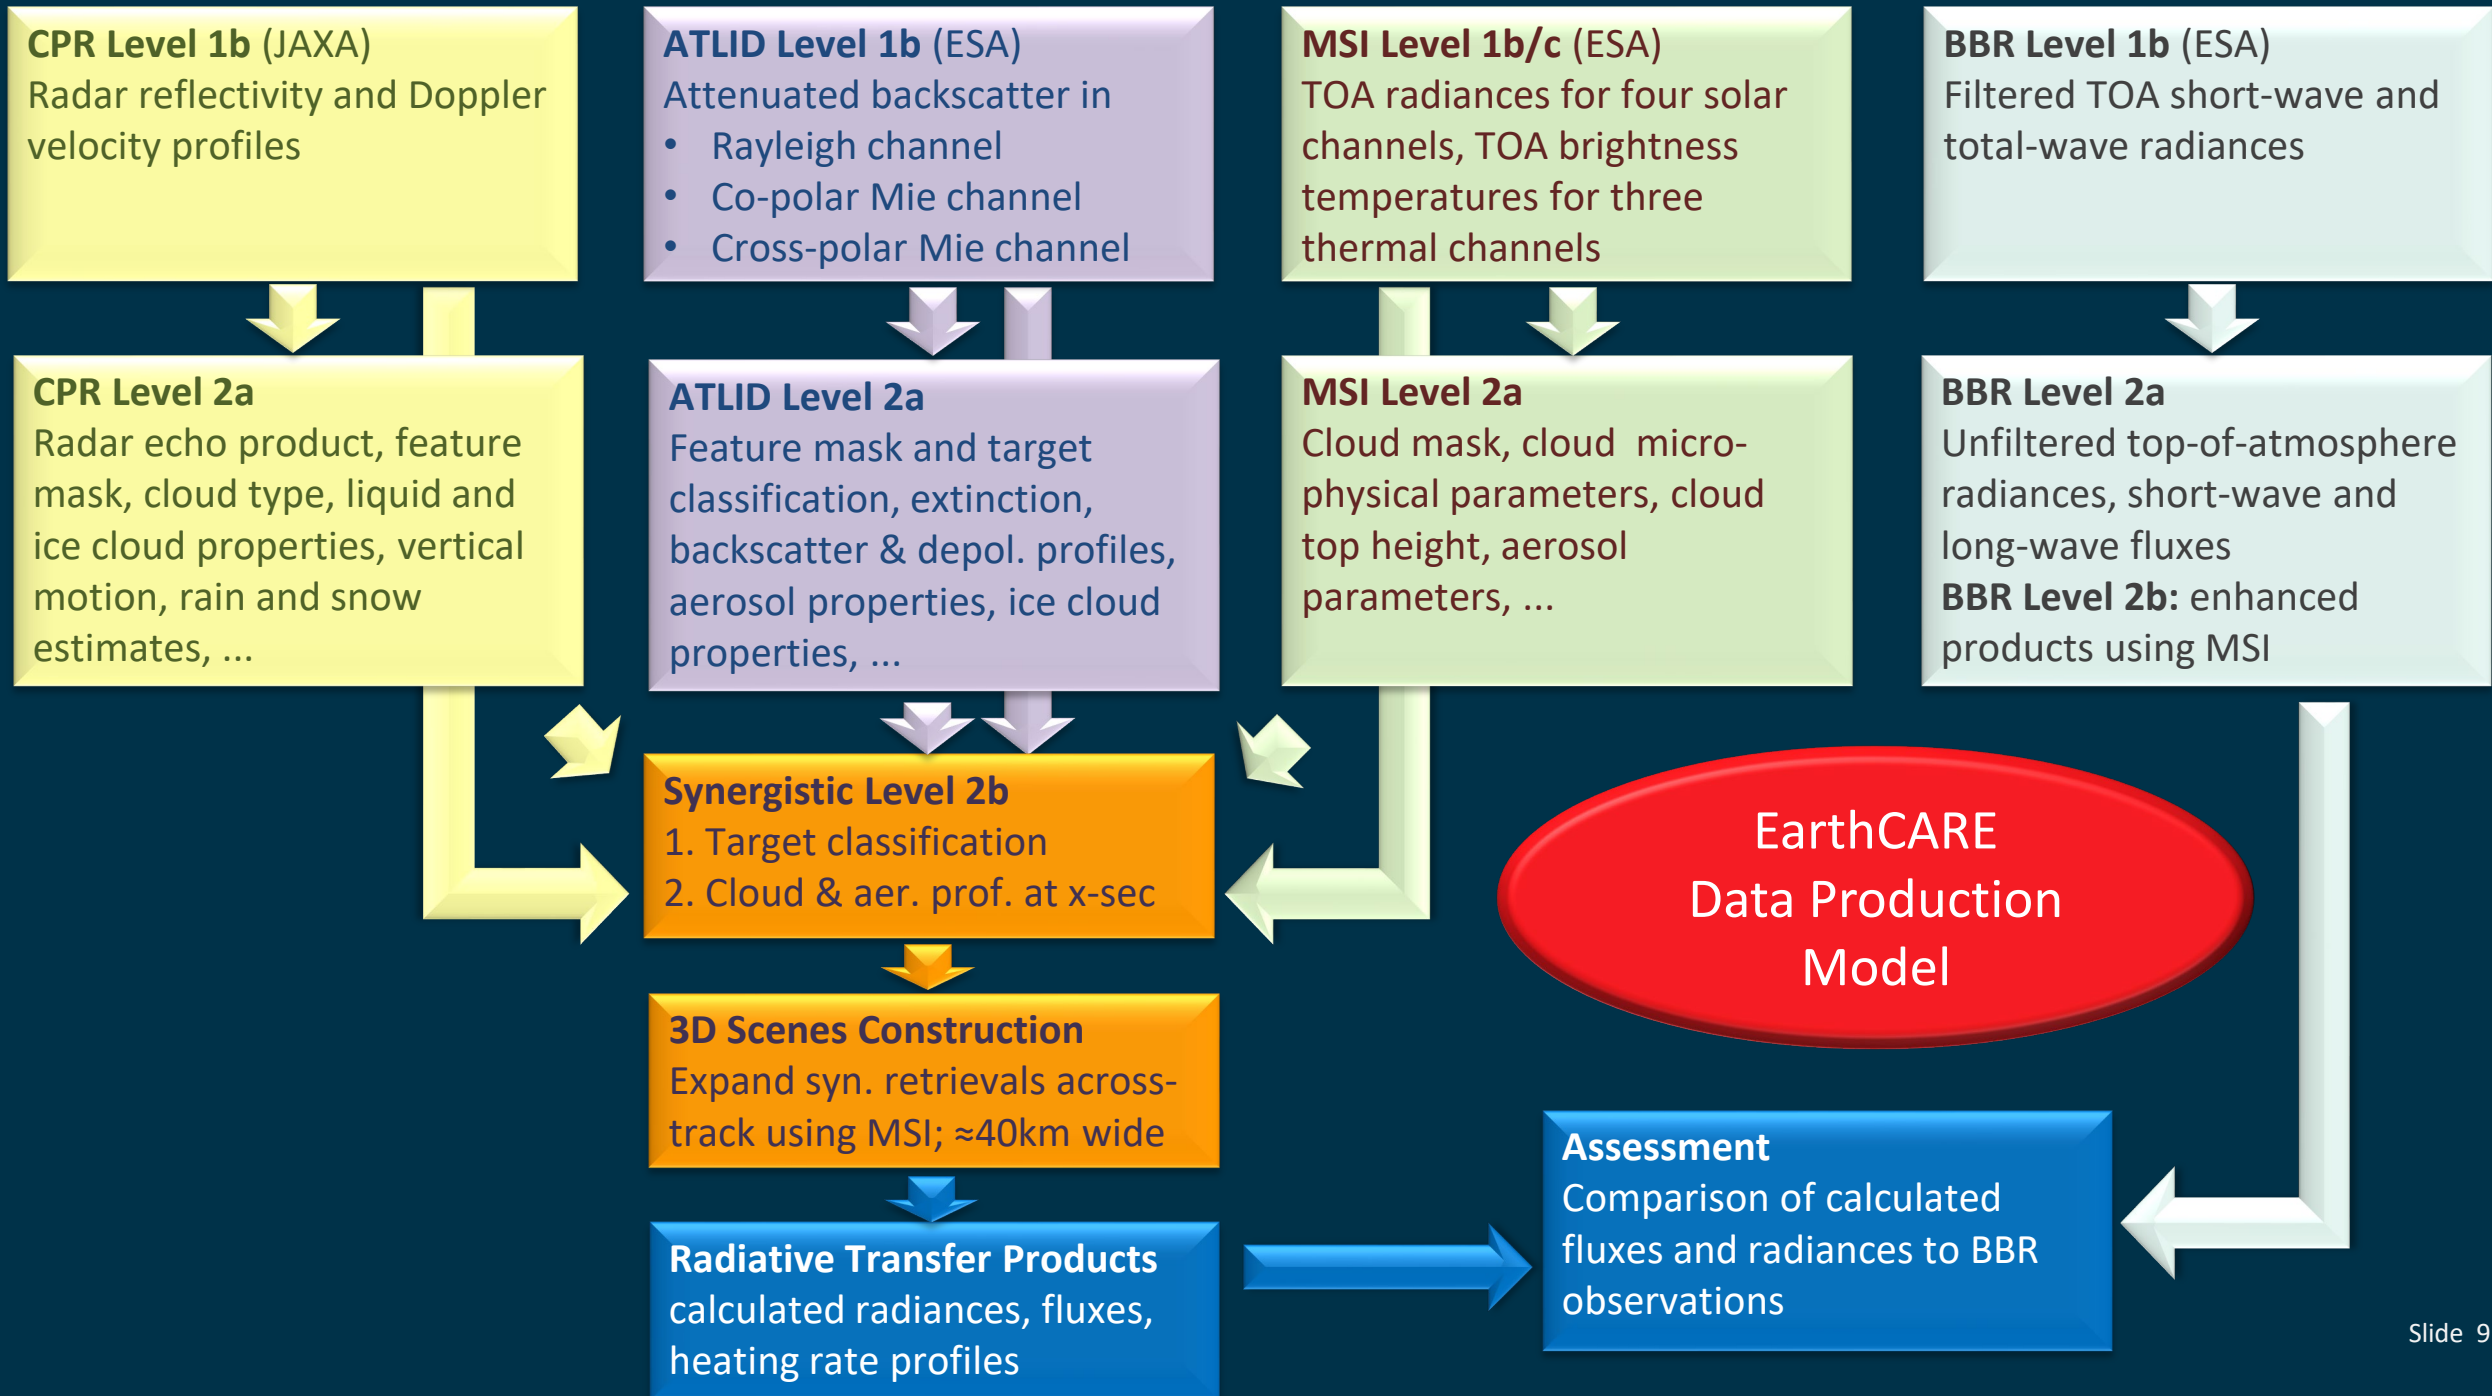 CPR Level 1b (JAXA)
Radar reflectivity and Doppler
velocity profiles
ATLID Level 1b (ESA)
Attenuated backscatter in
• Rayleigh channel
• Co-polar Mie channel
• Cross-polar Mie channel
MSI Level 1b/c (ESA)
TOA radiances for four solar
channels, TOA brightness
temperatures for three
thermal channels
BBR Level 1b (ESA)
Filtered TOA short-wave and
total-wave radiances
CPR Level 2a
Radar echo product, feature
mask, cloud type, liquid and
ice cloud properties, vertical
motion, rain and snow
estimates, ...
ATLID Level 2a
Feature mask and target
classification, extinction,
backscatter & depol. profiles,
aerosol properties, ice cloud
properties, ...
MSI Level 2a
Cloud mask, cloud  micro-
physical parameters, cloud
top height, aerosol
parameters, ...
BBR Level 2a
Unfiltered top-of-atmosphere
radiances, short-wave and
long-wave fluxes
BBR Level 2b: enhanced
products using MSI
Synergistic Level 2b
1. Target classification
2. Cloud & aer. prof. at x-sec
EarthCARE
Data Production
Model
3D Scenes Construction
Expand syn. retrievals across-
track using MSI; ≈40km wide
Radiative Transfer Products
calculated radiances, fluxes,
heating rate profiles
Assessment
Comparison of calculated
fluxes and radiances to BBR
observations
Slide 9